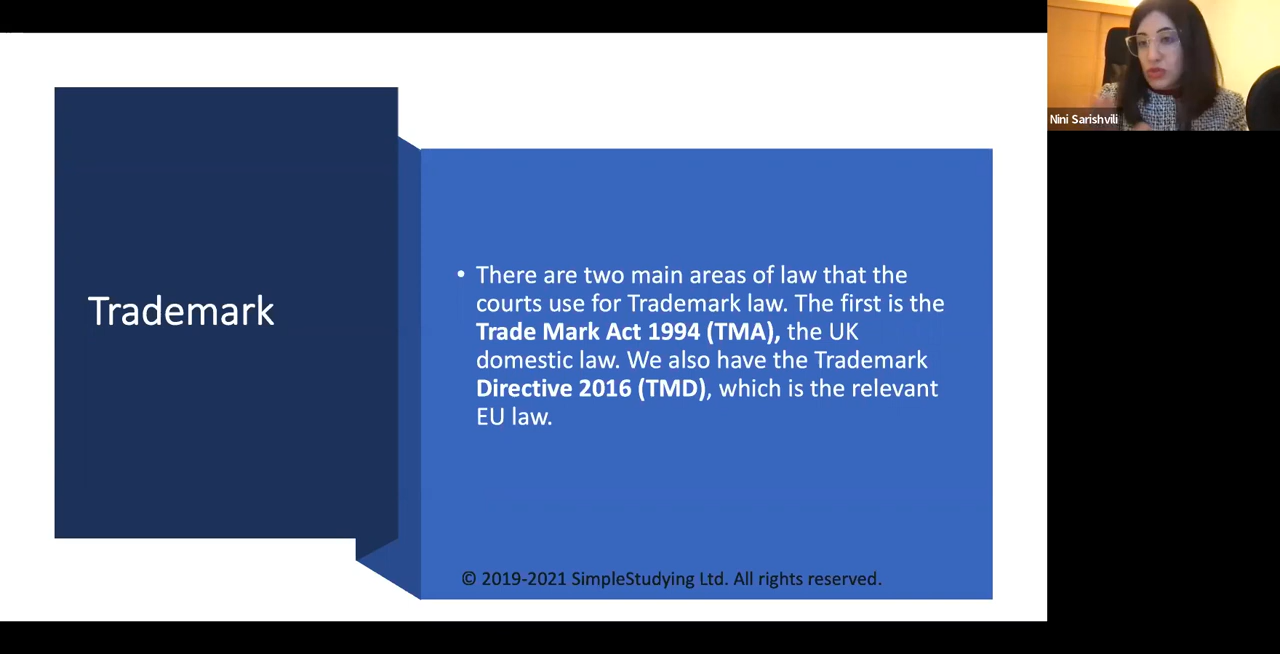 Nini Sarishvili
Trademark
• There are two main areas of law that the
courts use for Trademark law. The first is the
Trade Mark Act 1994 (TMA), the UK
domestic law. We also have the Trademark
Directive 2016 (TMD), which is the relevant
EU law.
© 2019-2021 SimpleStudying Ltd. All rights reserved.